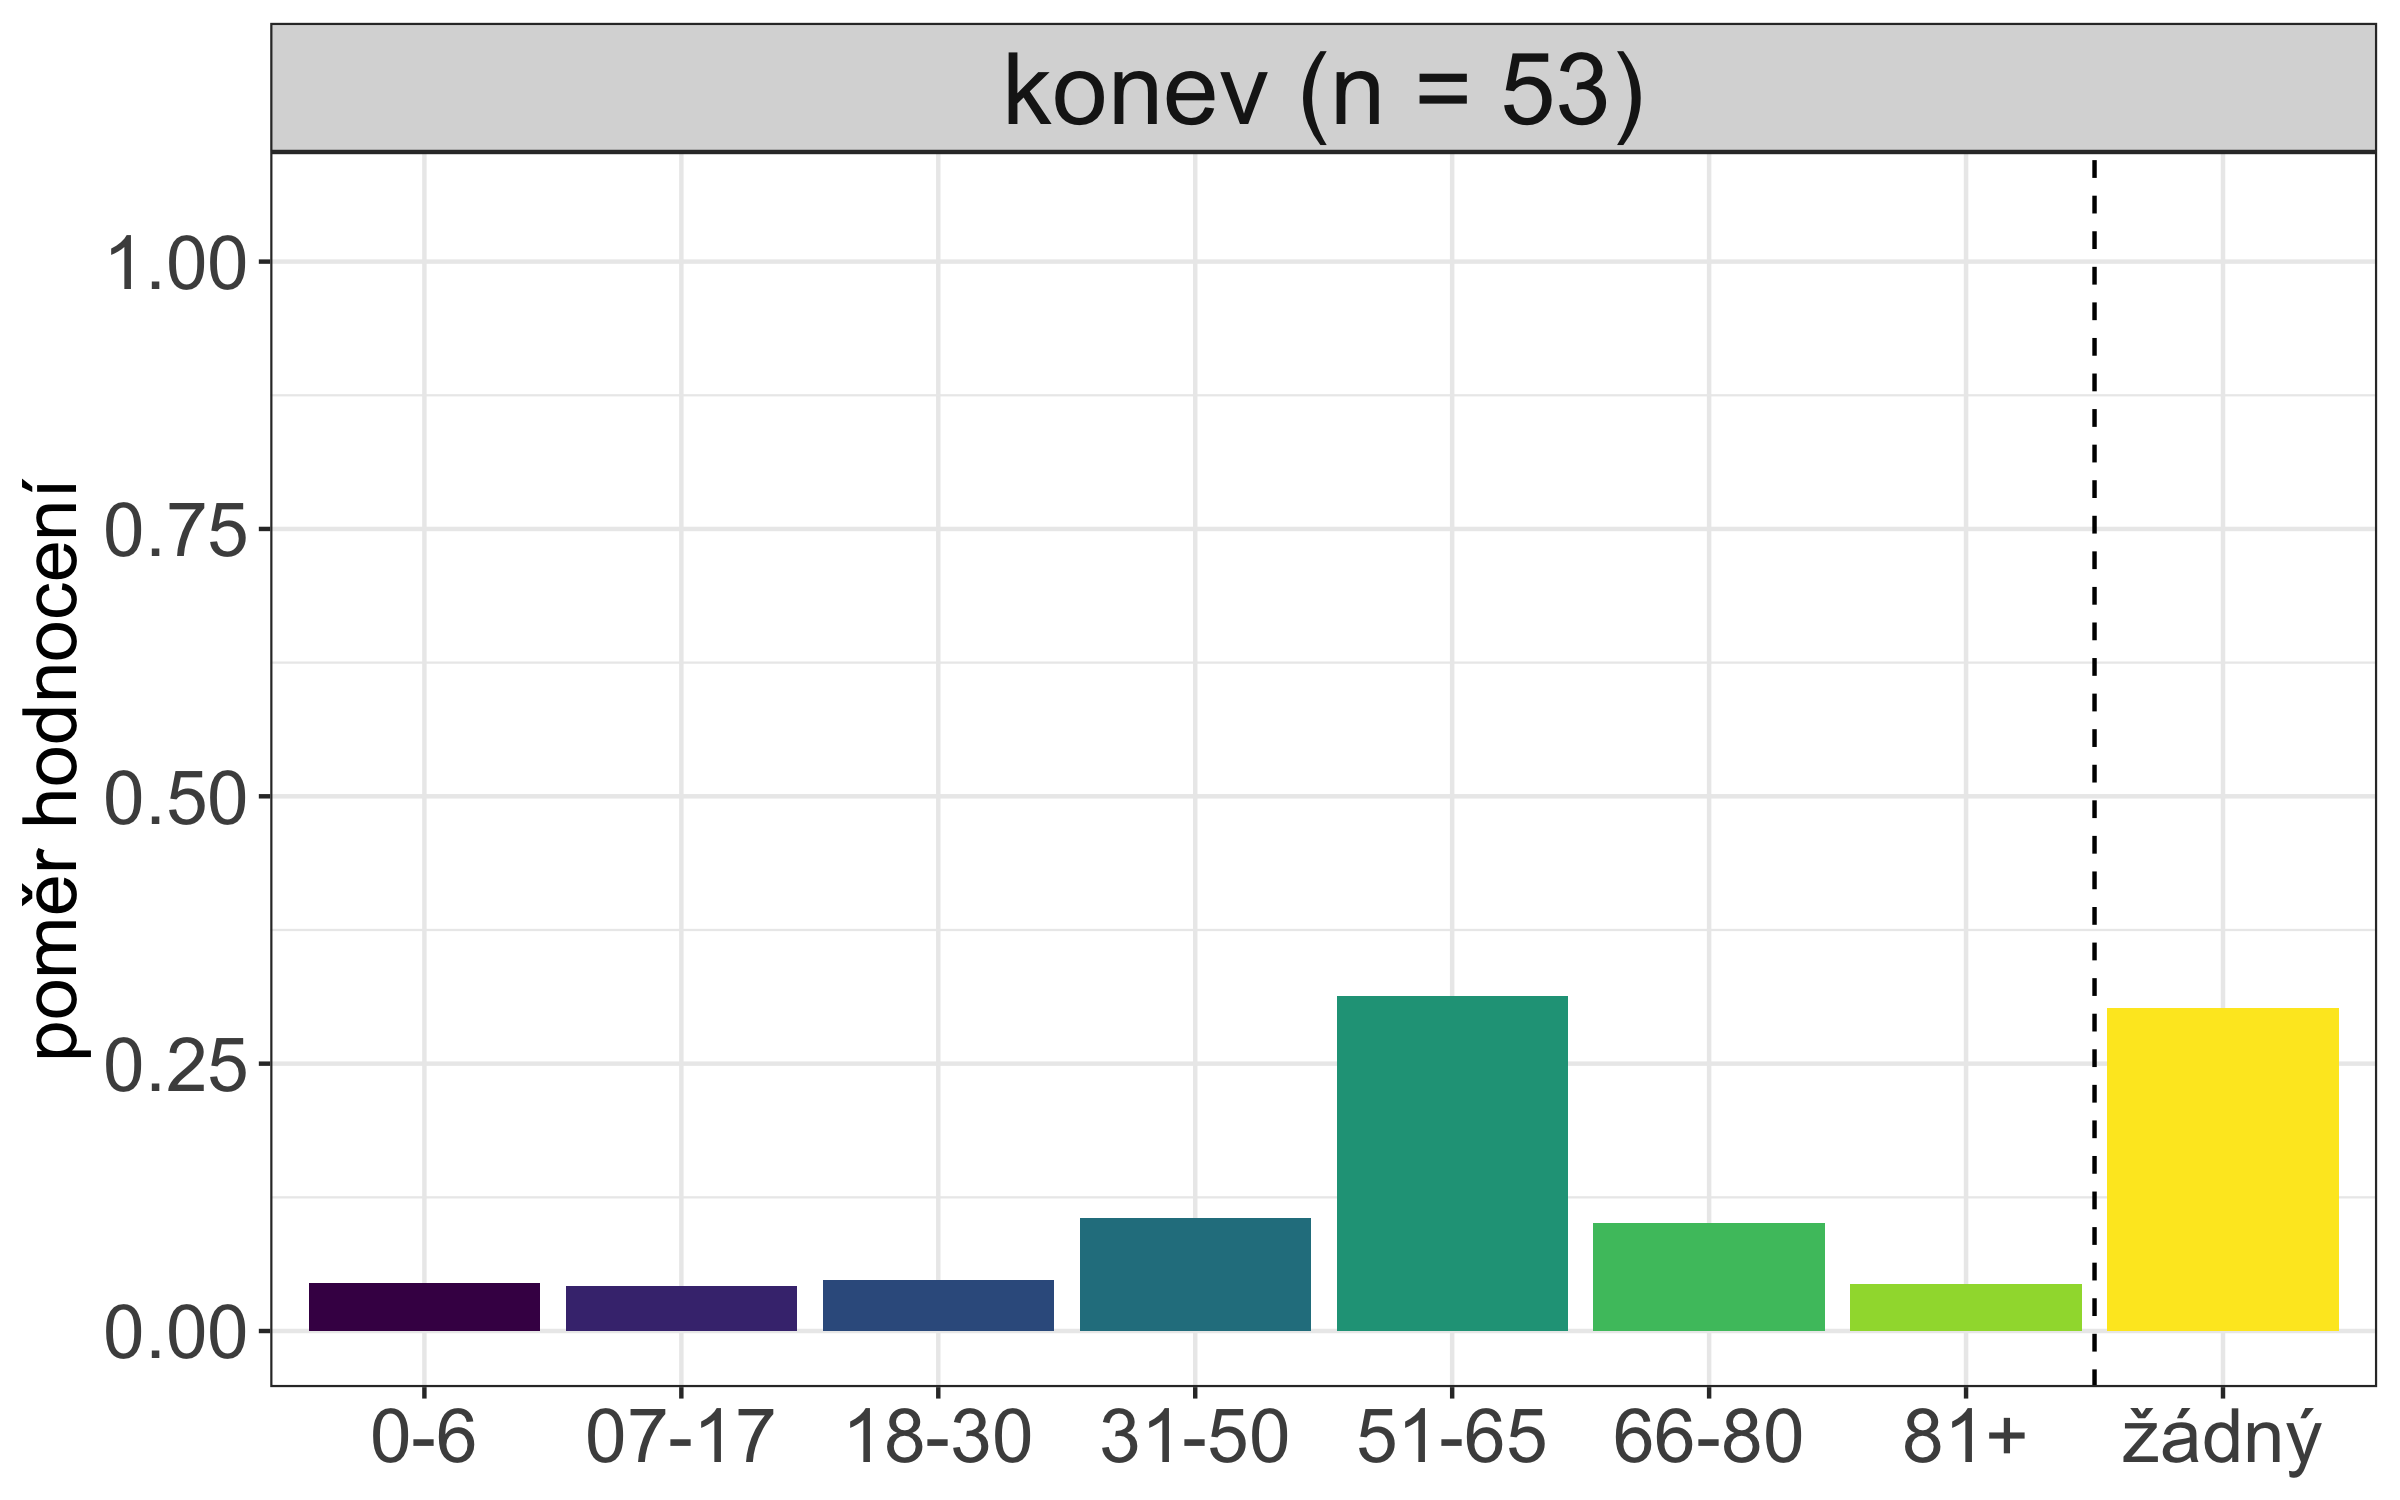 konev (n = 53)
poměr hodnocení
1.00
0.75
0.50
0.25
0.00
0-6 07-17 18-30 31-50 51-65 66-80 81+ žádný